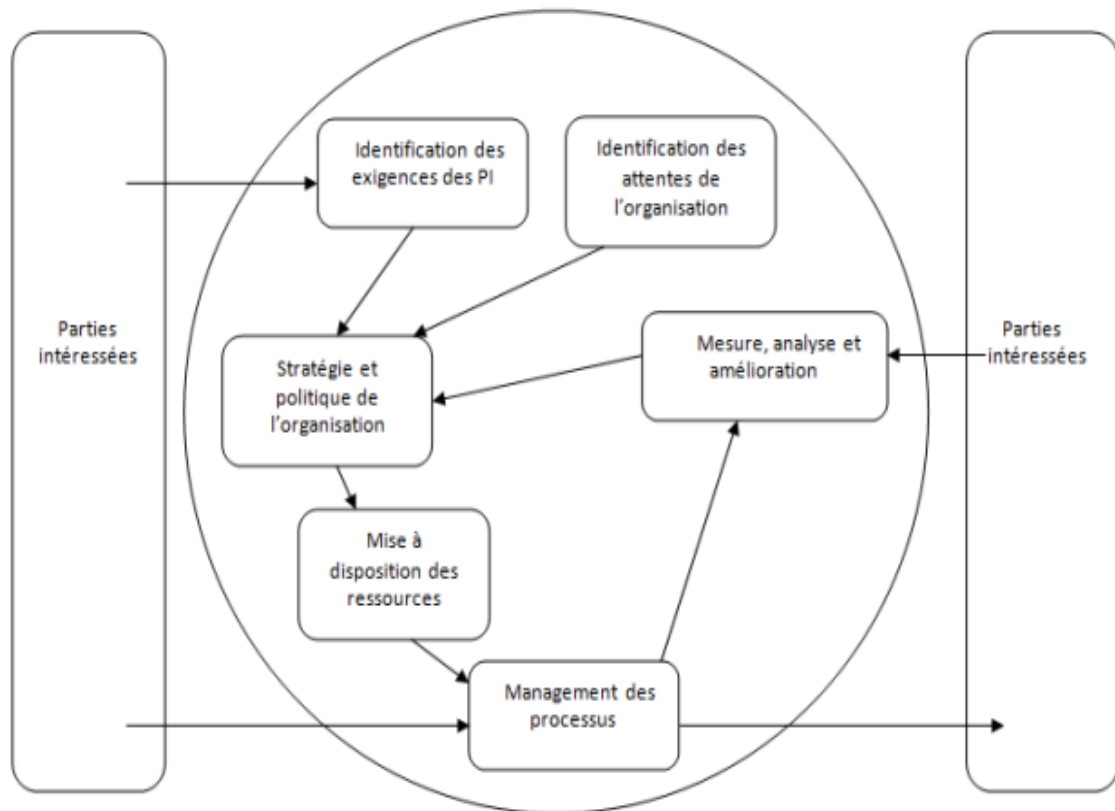 Identification des
exigences des PI
Identification des
attentes de
l'organisation
Parties
intéressées
Stratégie et
politique de
l'organisation
Mesure, analyse et
amélioration
Parties
intéressées
Mise à
disposition des
ressources
Management des
processus